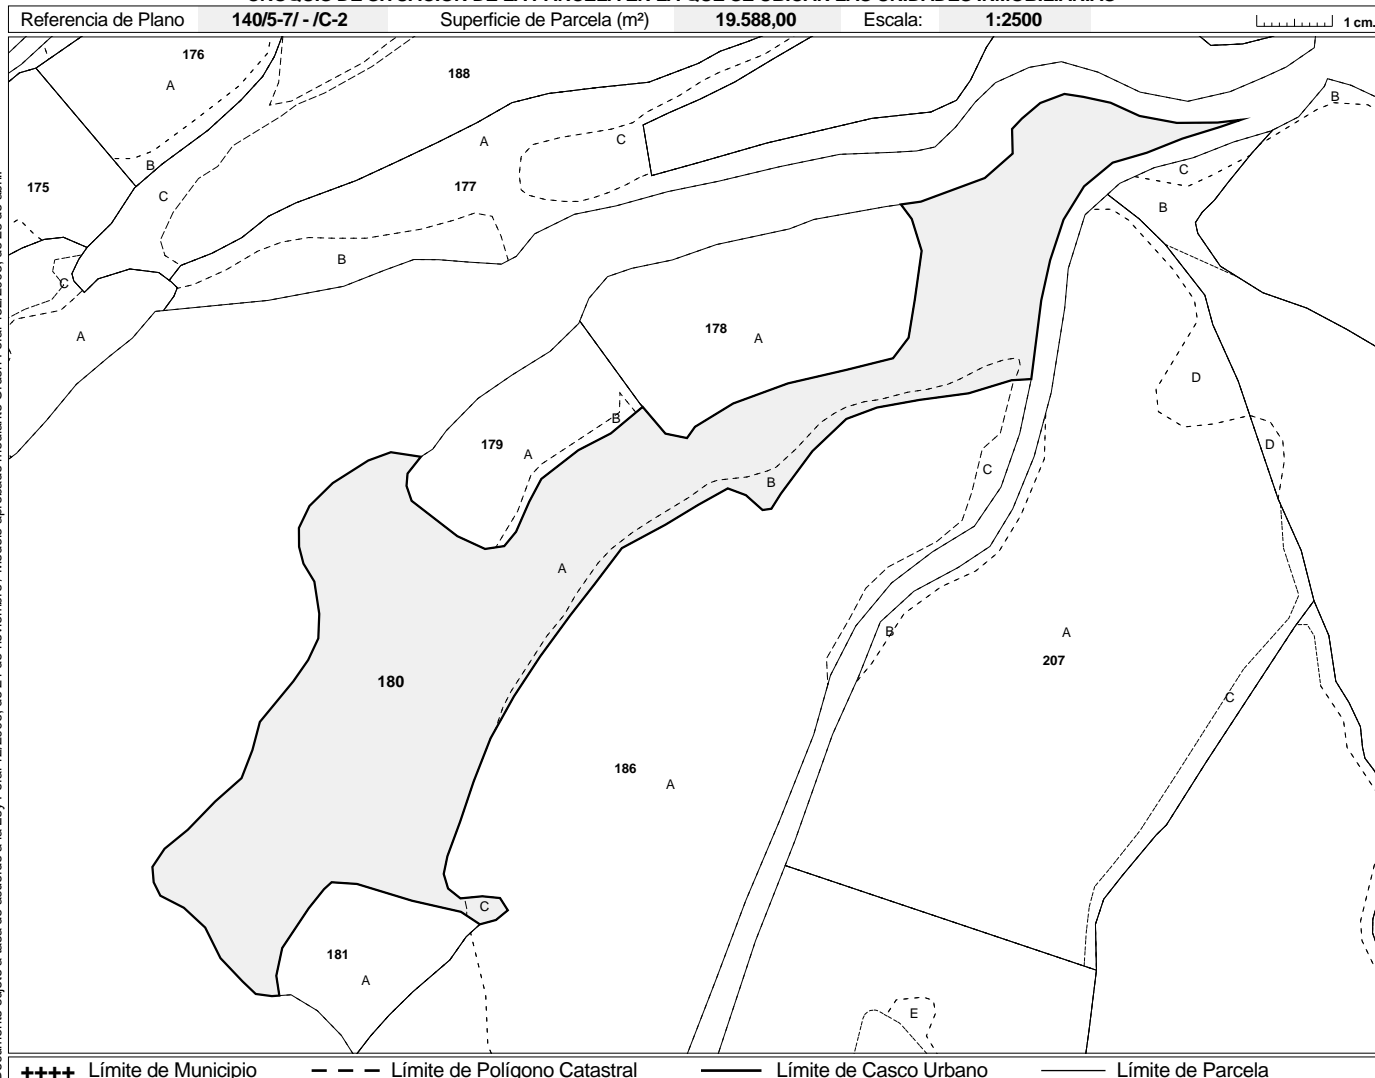 Referencia de Plano 140/5-7/ - /C-2 Superficie de Parcela (m²) 19.588,00 Escala: 1:2500 1 cm.
176
A
188
B
A
C
B
C
175
C
177
B
C
B
B
C
A
178
A
D
B
179
A
D
C
B
A
B
A
207
180
C
186
A
C
181
A
E
Límite de Municipio
Límite de Polígono Catastral
Límite de Casco Urbano
Límite de Parcela